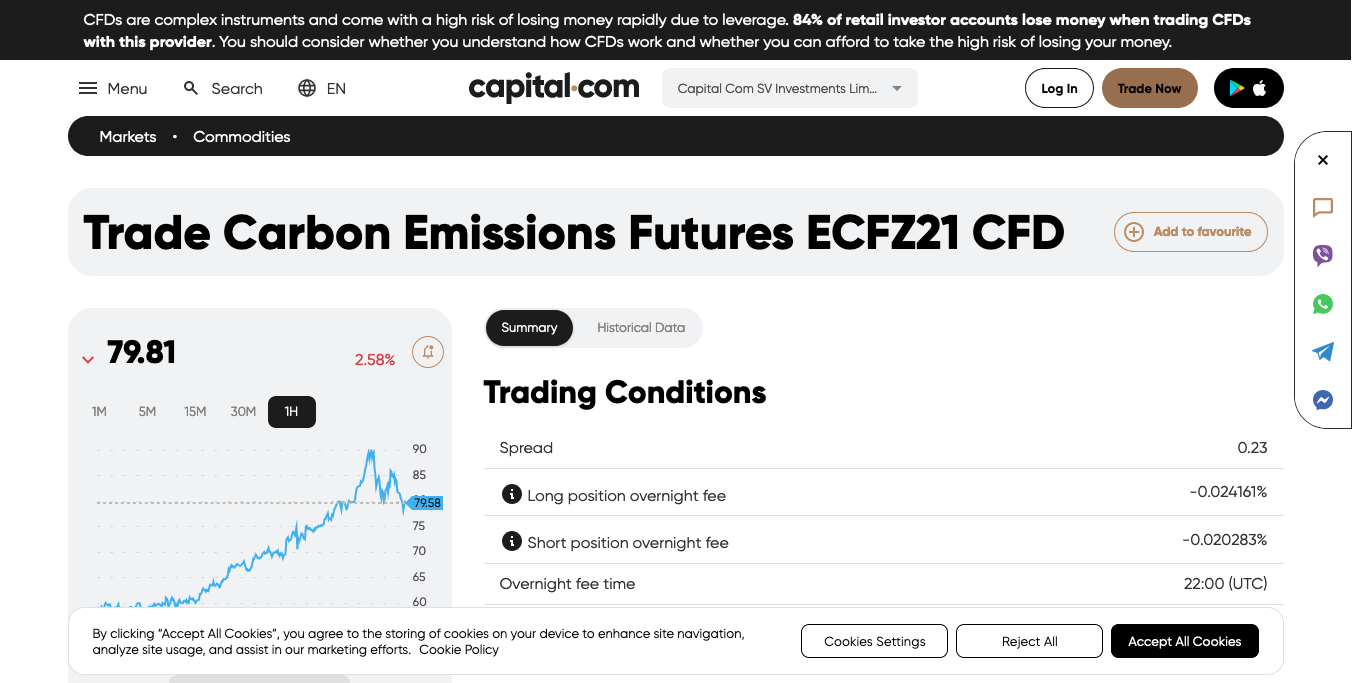 CFDs are complex instruments and come with a high risk of losing money rapidly due to leverage. 84% of retail investor accounts lose money when trading CFDs
with this provider. You should consider whether you understand how CFDs work and whether you can afford to take the high risk of losing your money.
Menu
Search
EN
capital.com
Capital Com SV Investments Lim...
Log In
Trade Now
Markets • Commodities
Trade Carbon Emissions Futures ECFZ21 CFD
Add to favourite
79.81
2.58%
1M 5M 15M 30M 1H
90
85
79.58
75
70
65
60
Summary
Historical Data
Trading Conditions
Spread 0.23
Long position overnight fee -0.024161%
Short position overnight fee -0.020283%
Overnight fee time 22:00 (UTC)
By clicking “Accept All Cookies”, you agree to the storing of cookies on your device to enhance site navigation,
analyze site usage, and assist in our marketing efforts. Cookie Policy
Cookies Settings
Reject All
Accept All Cookies